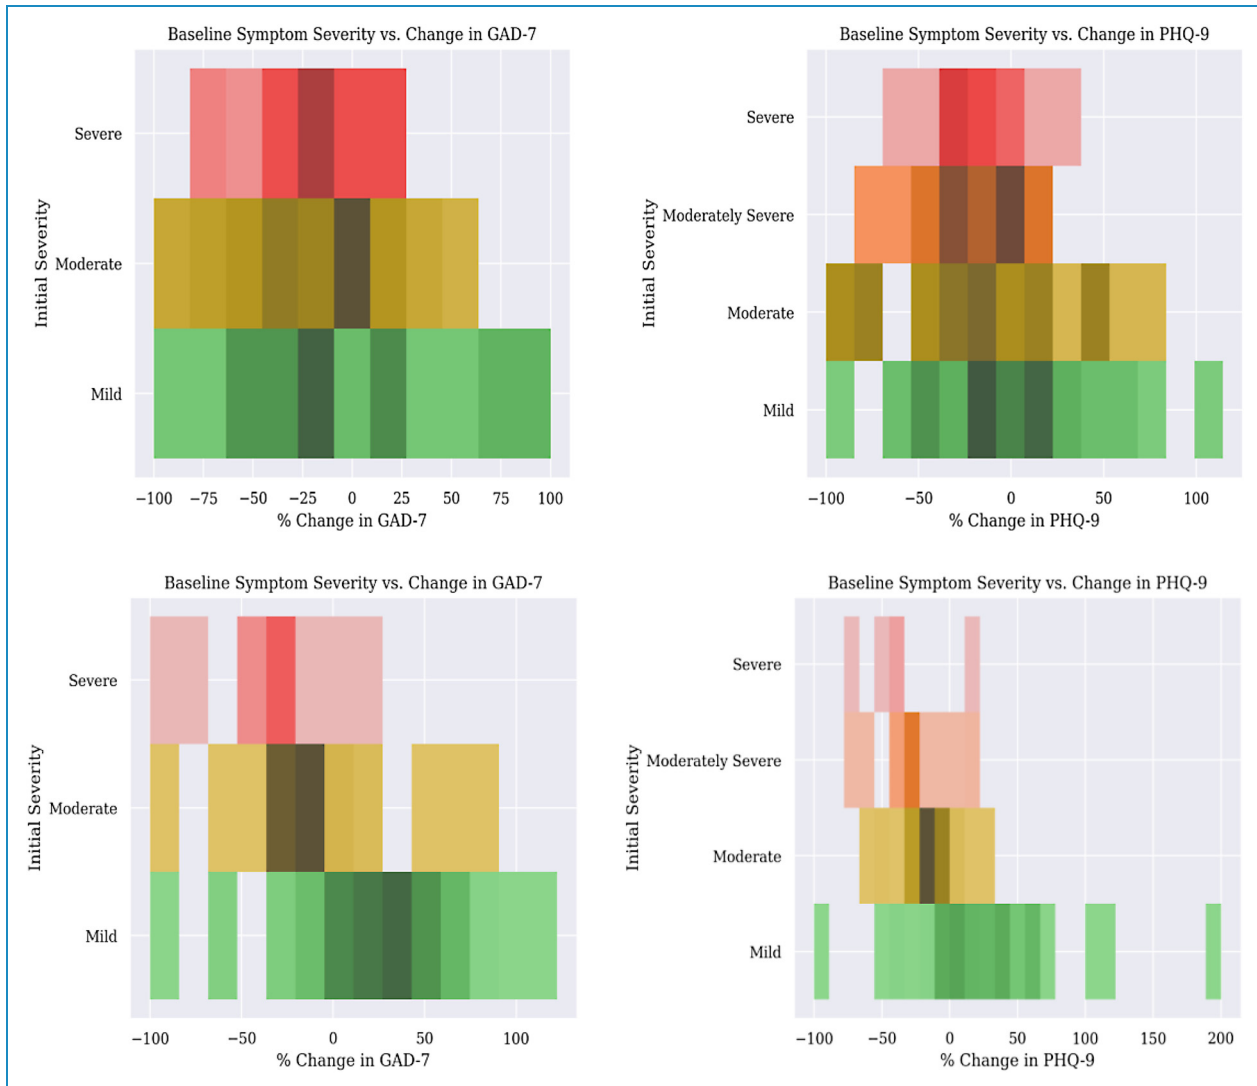 Baseline Symptom Severity vs. Change in GAD-7
Severe
Moderate
Mild
Initial Severity
−100 −75 −50 −25 0 25 50 75 100
% Change in GAD-7
Baseline Symptom Severity vs. Change in PHQ-9
Severe
Moderately Severe
Moderate
Mild
Initial Severity
−100 −50 0 50 100
% Change in PHQ-9
Baseline Symptom Severity vs. Change in GAD-7
Severe
Moderate
Mild
Initial Severity
−100 −50 0 50 100
% Change in GAD-7
Baseline Symptom Severity vs. Change in PHQ-9
Severe
Moderately Severe
Moderate
Mild
Initial Severity
−100 −50 0 50 100 150 200
% Change in PHQ-9